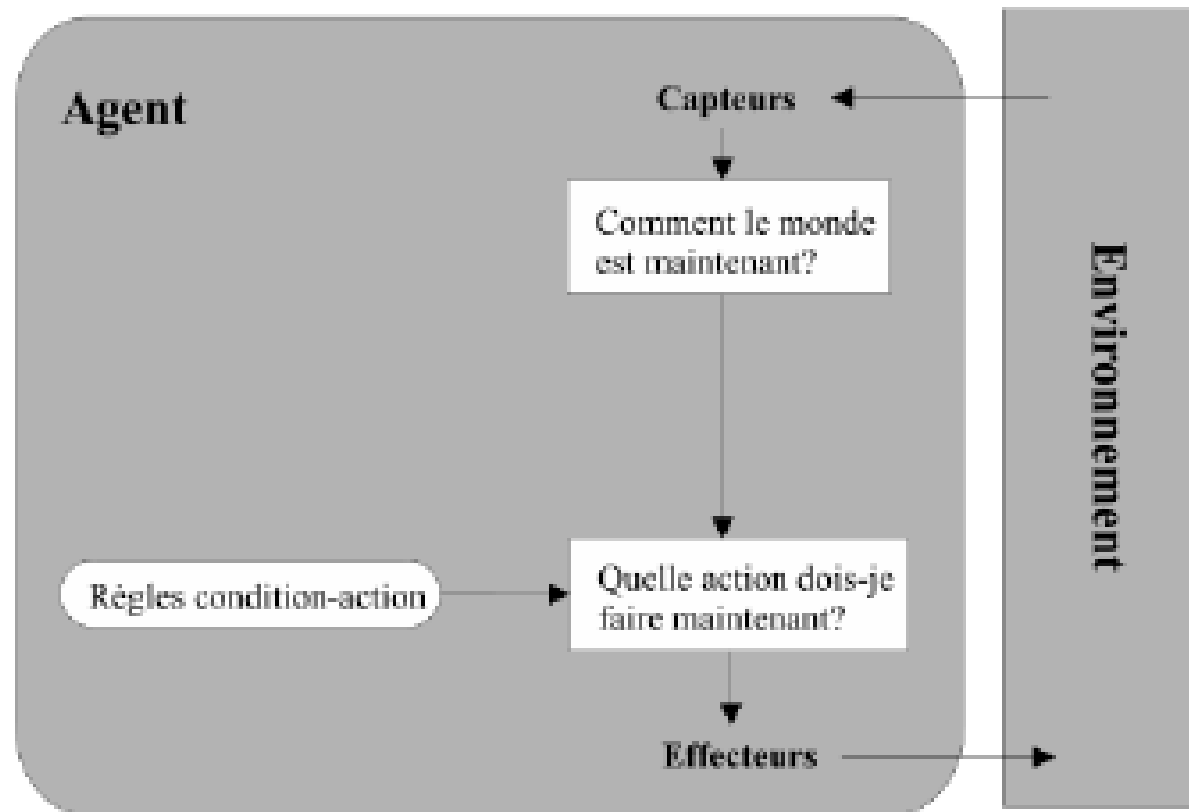 Agent
Capteurs
Comment le monde
est maintenant?
Environnement
Règles condition-action
Quelle action dois-je
faire maintenant?
Effecteurs